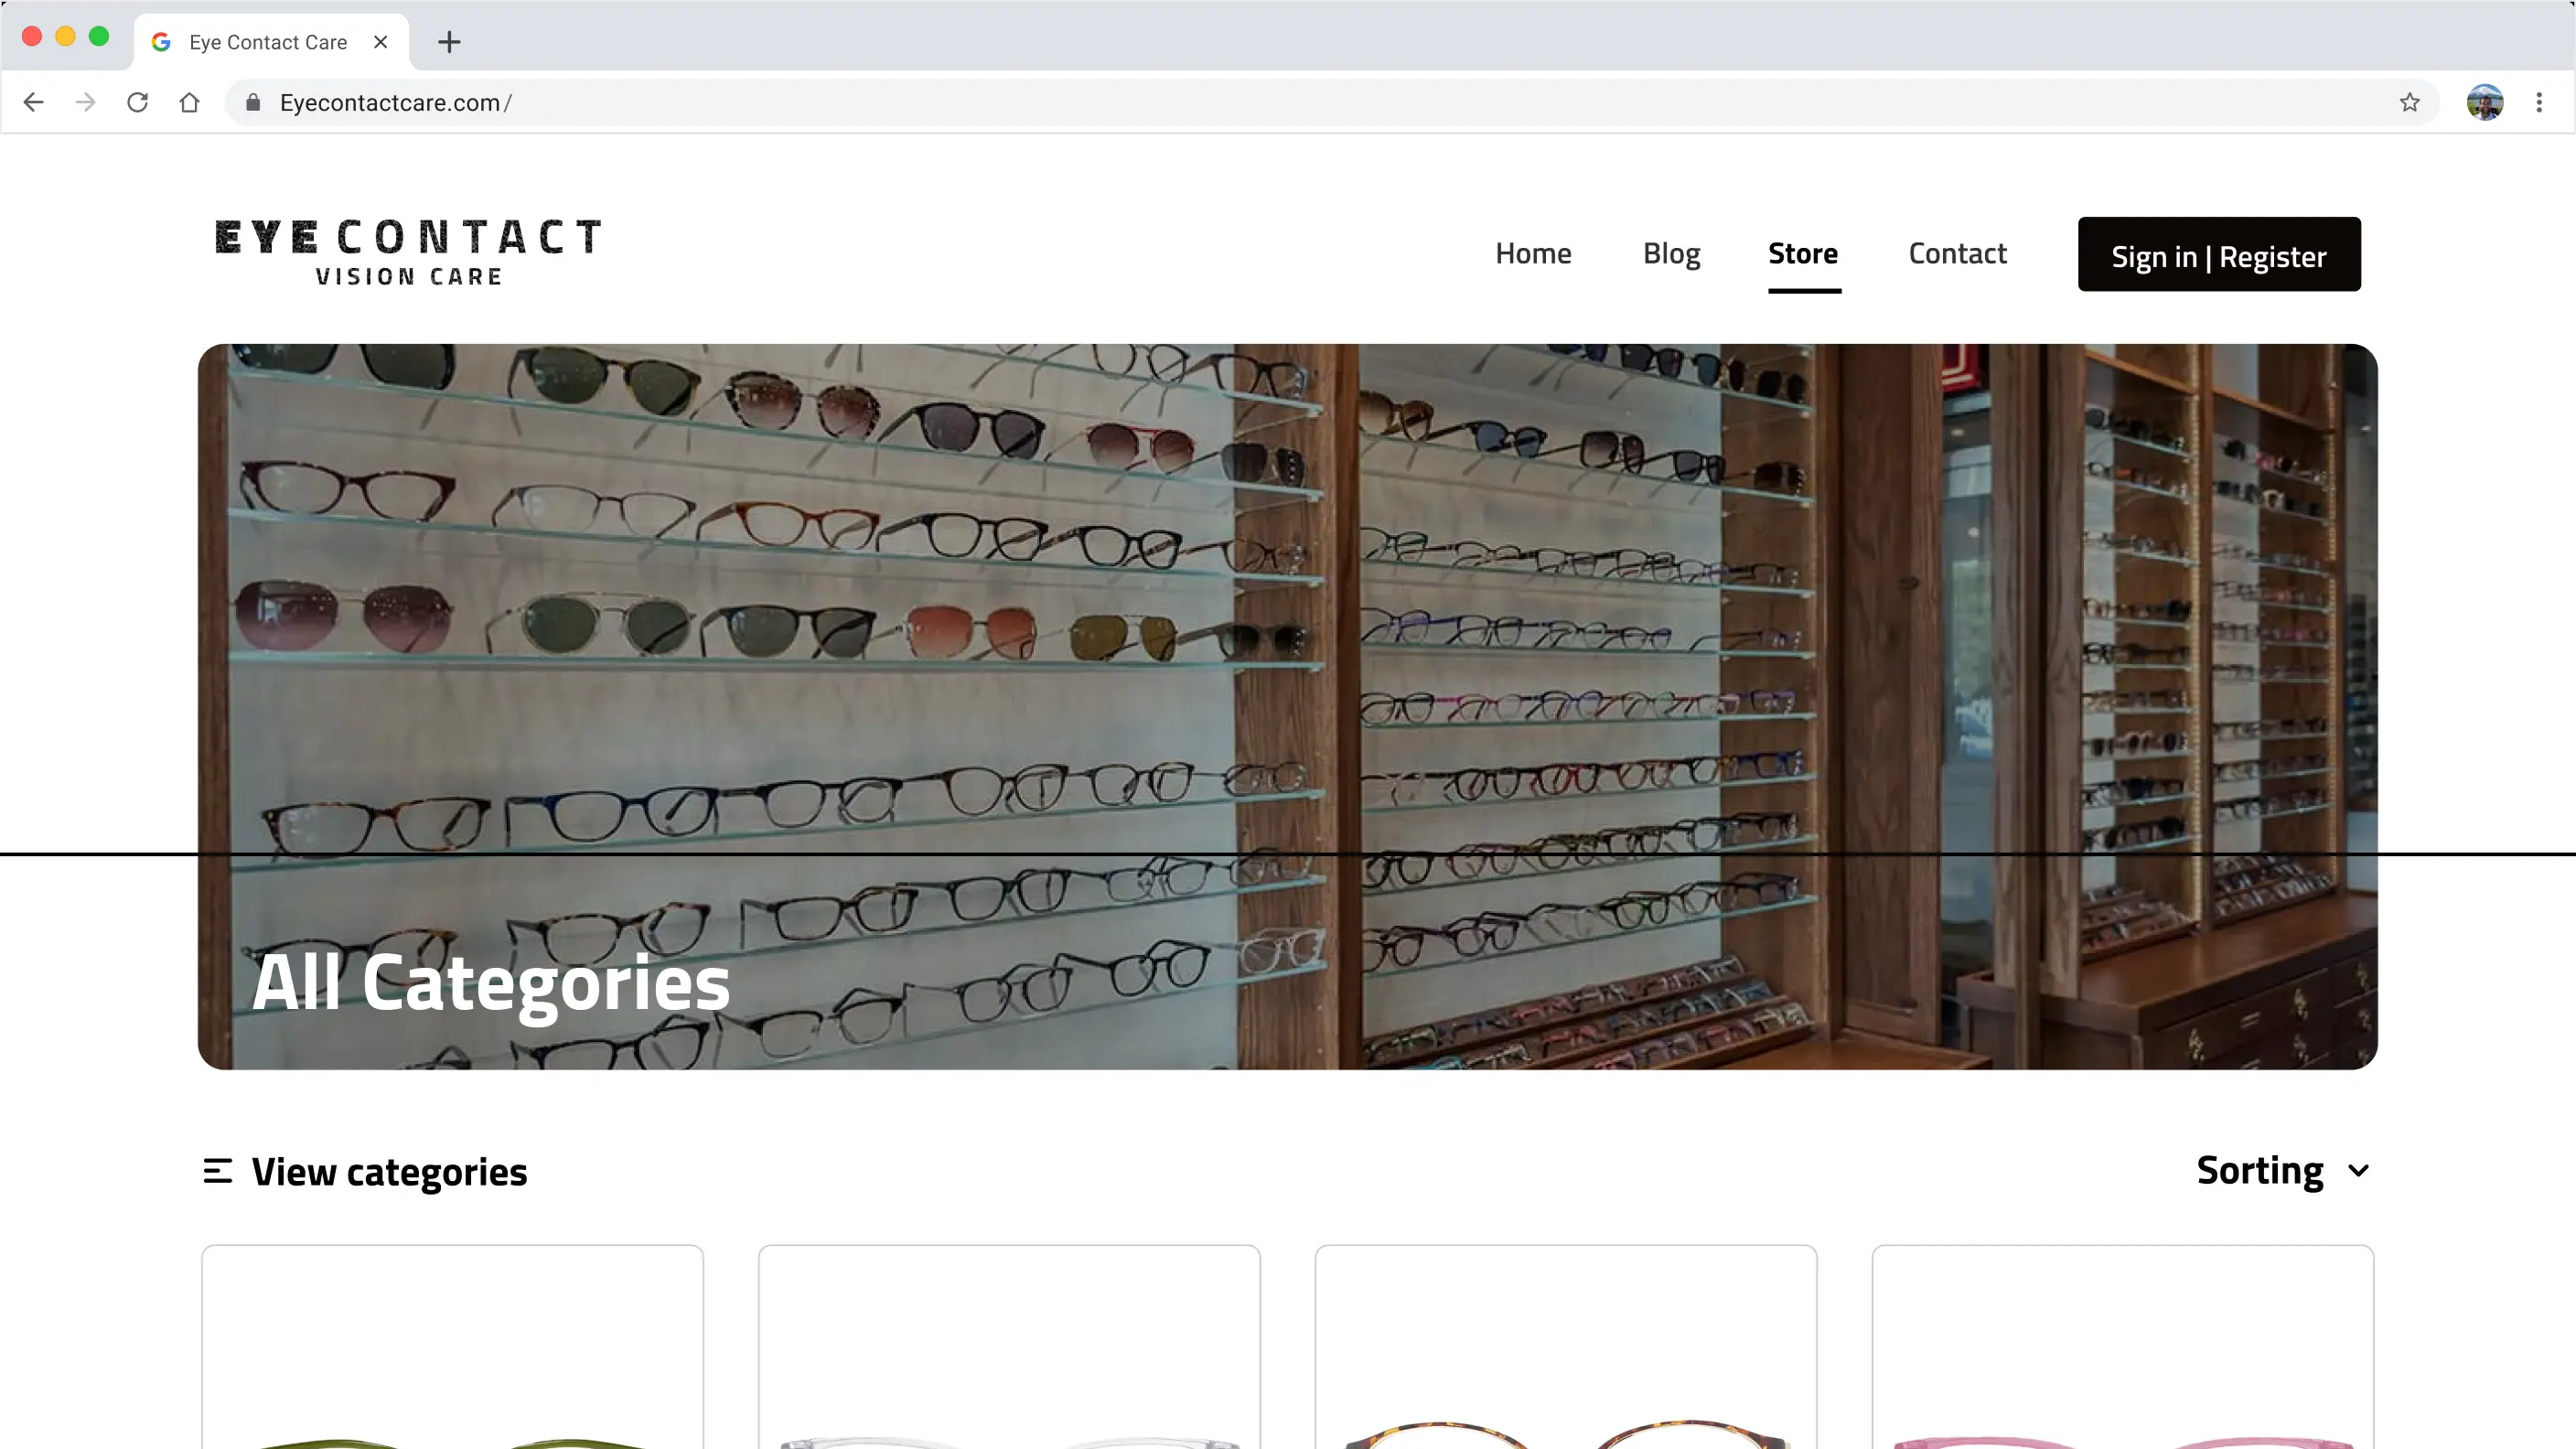 Eye Contact Care
Eyecontactcare.com/
EYE CONTACT
VISION CARE
Home Blog Store Contact Sign in | Register
All Categories
View categories
Sorting